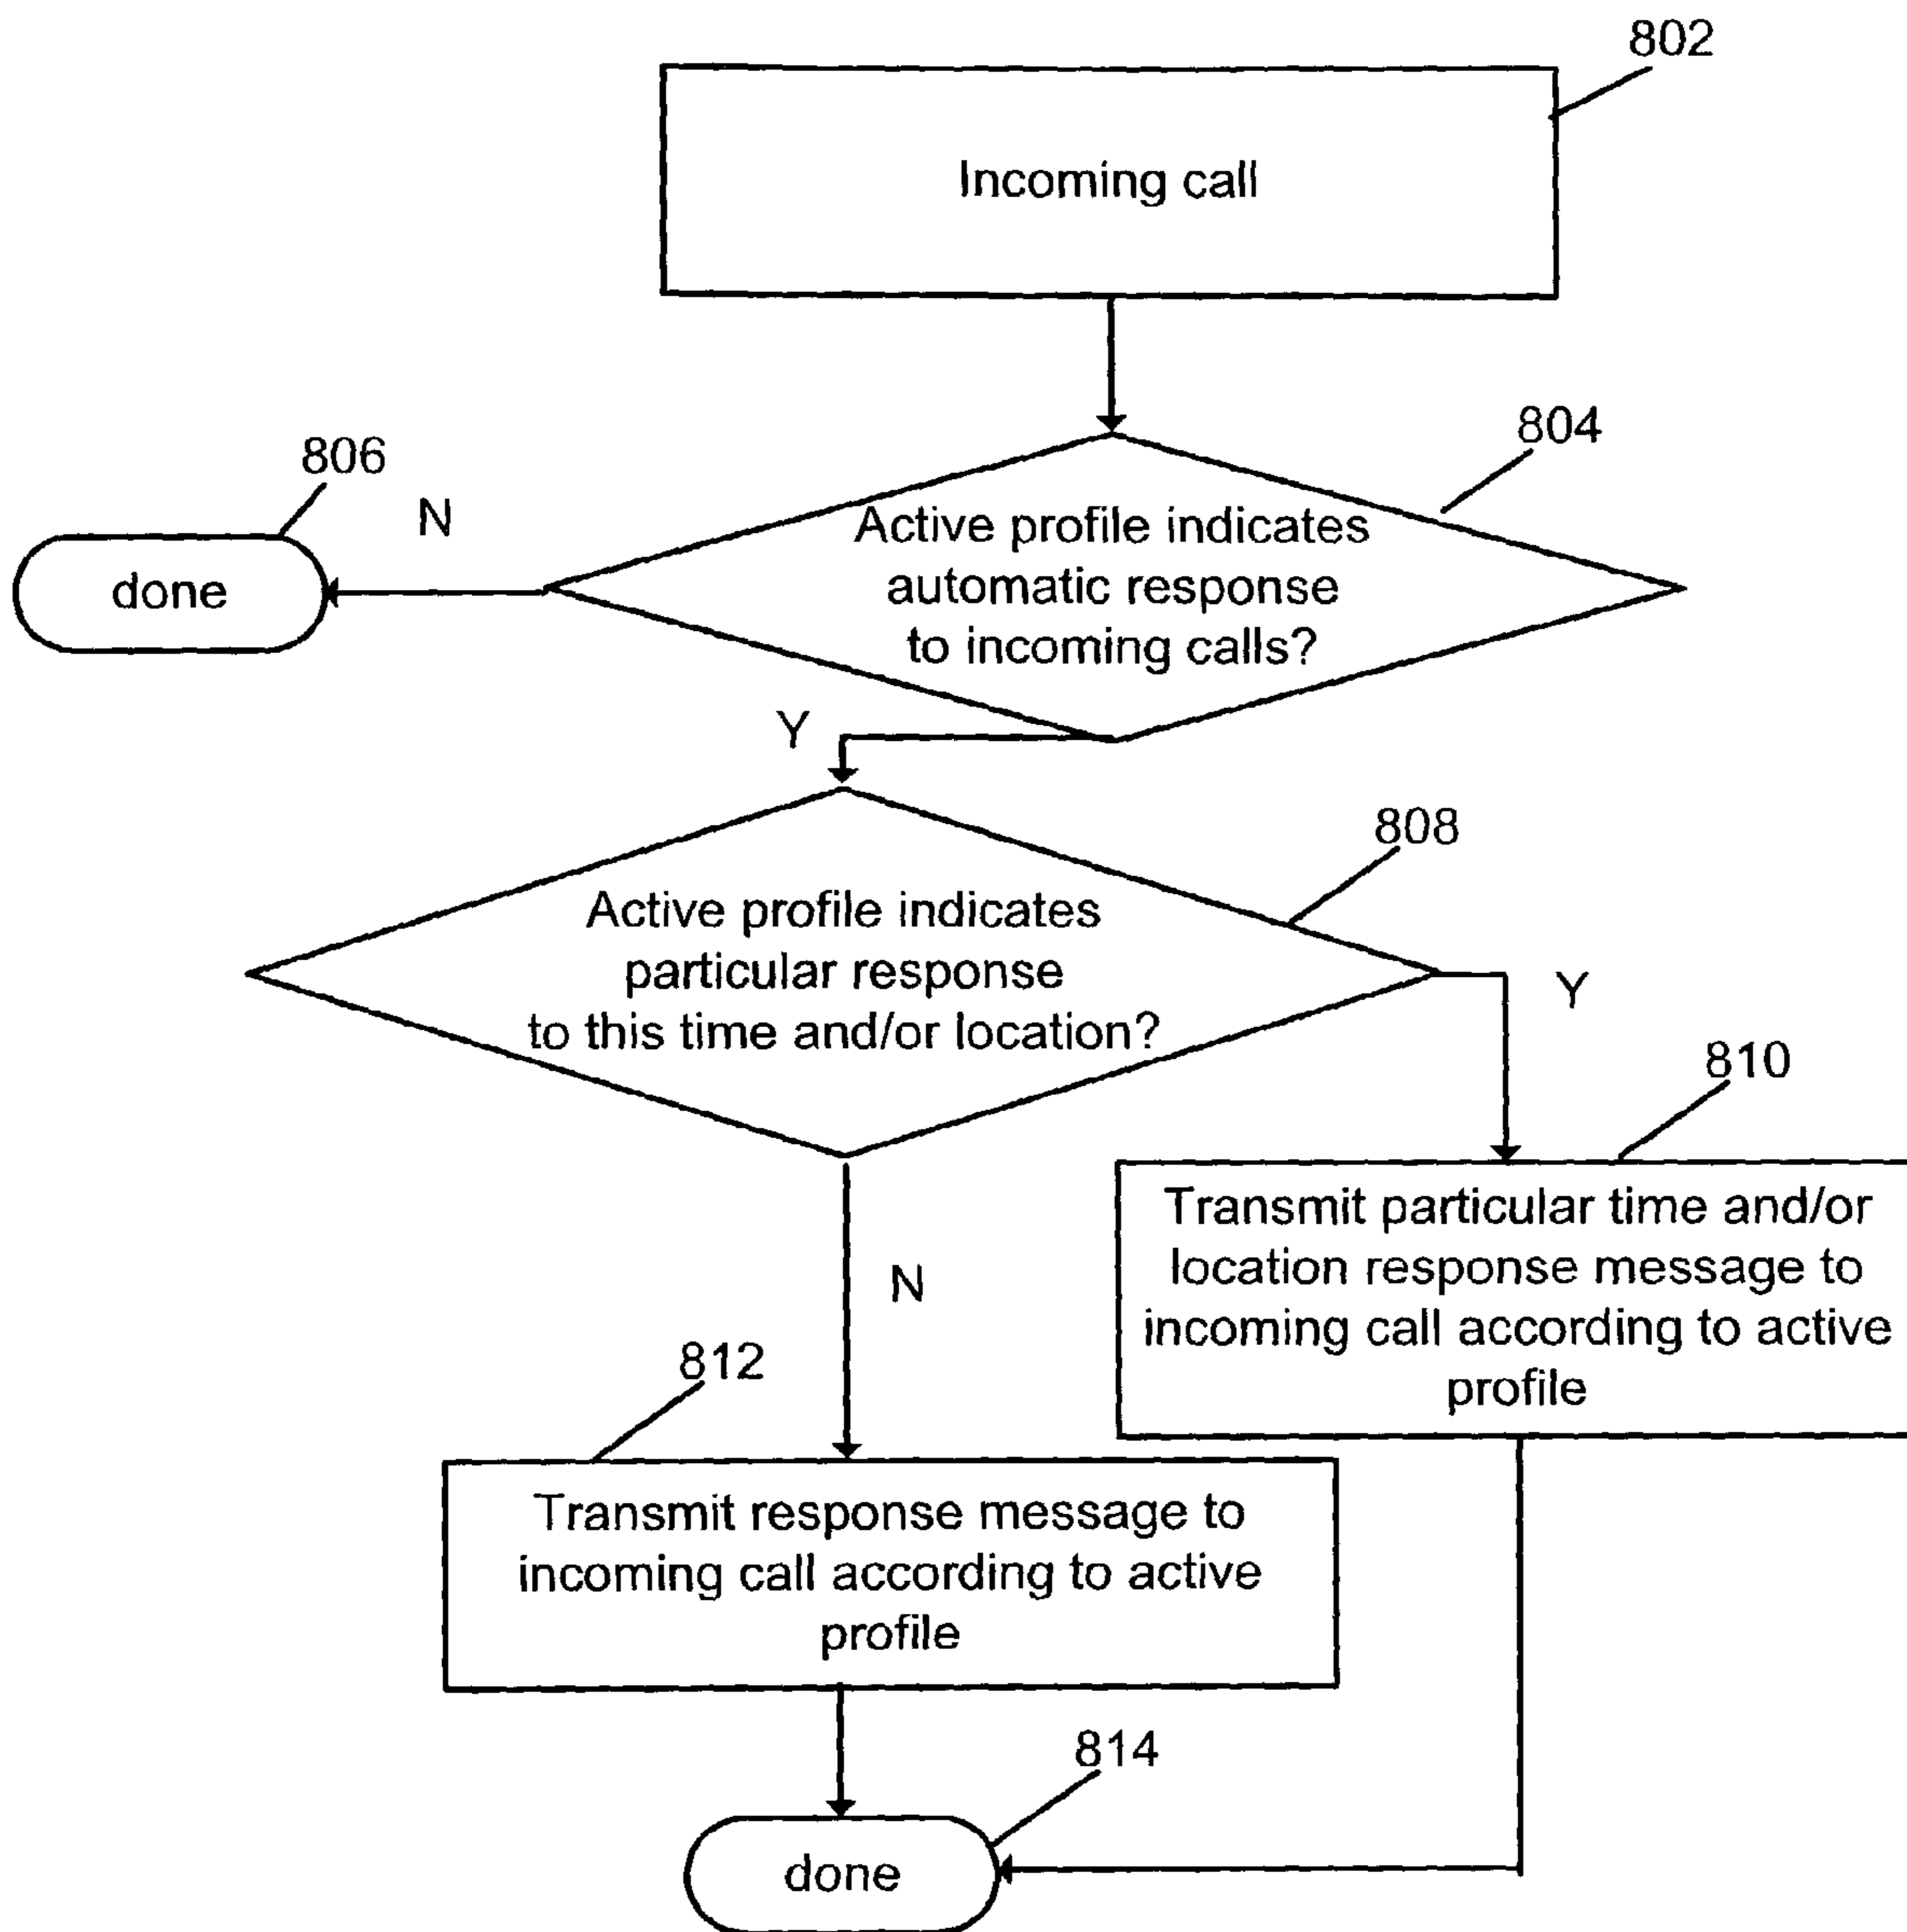 802
Incoming call
804
806
N
Active profile indicates
automatic response
to incoming calls?
done
Y
808
Active profile indicates
particular response
to this time and/or location?
Y
810
Transmit particular time and/or
location response message to
incoming call according to active
profile
N
812
Transmit response message to
incoming call according to active
profile
814
done